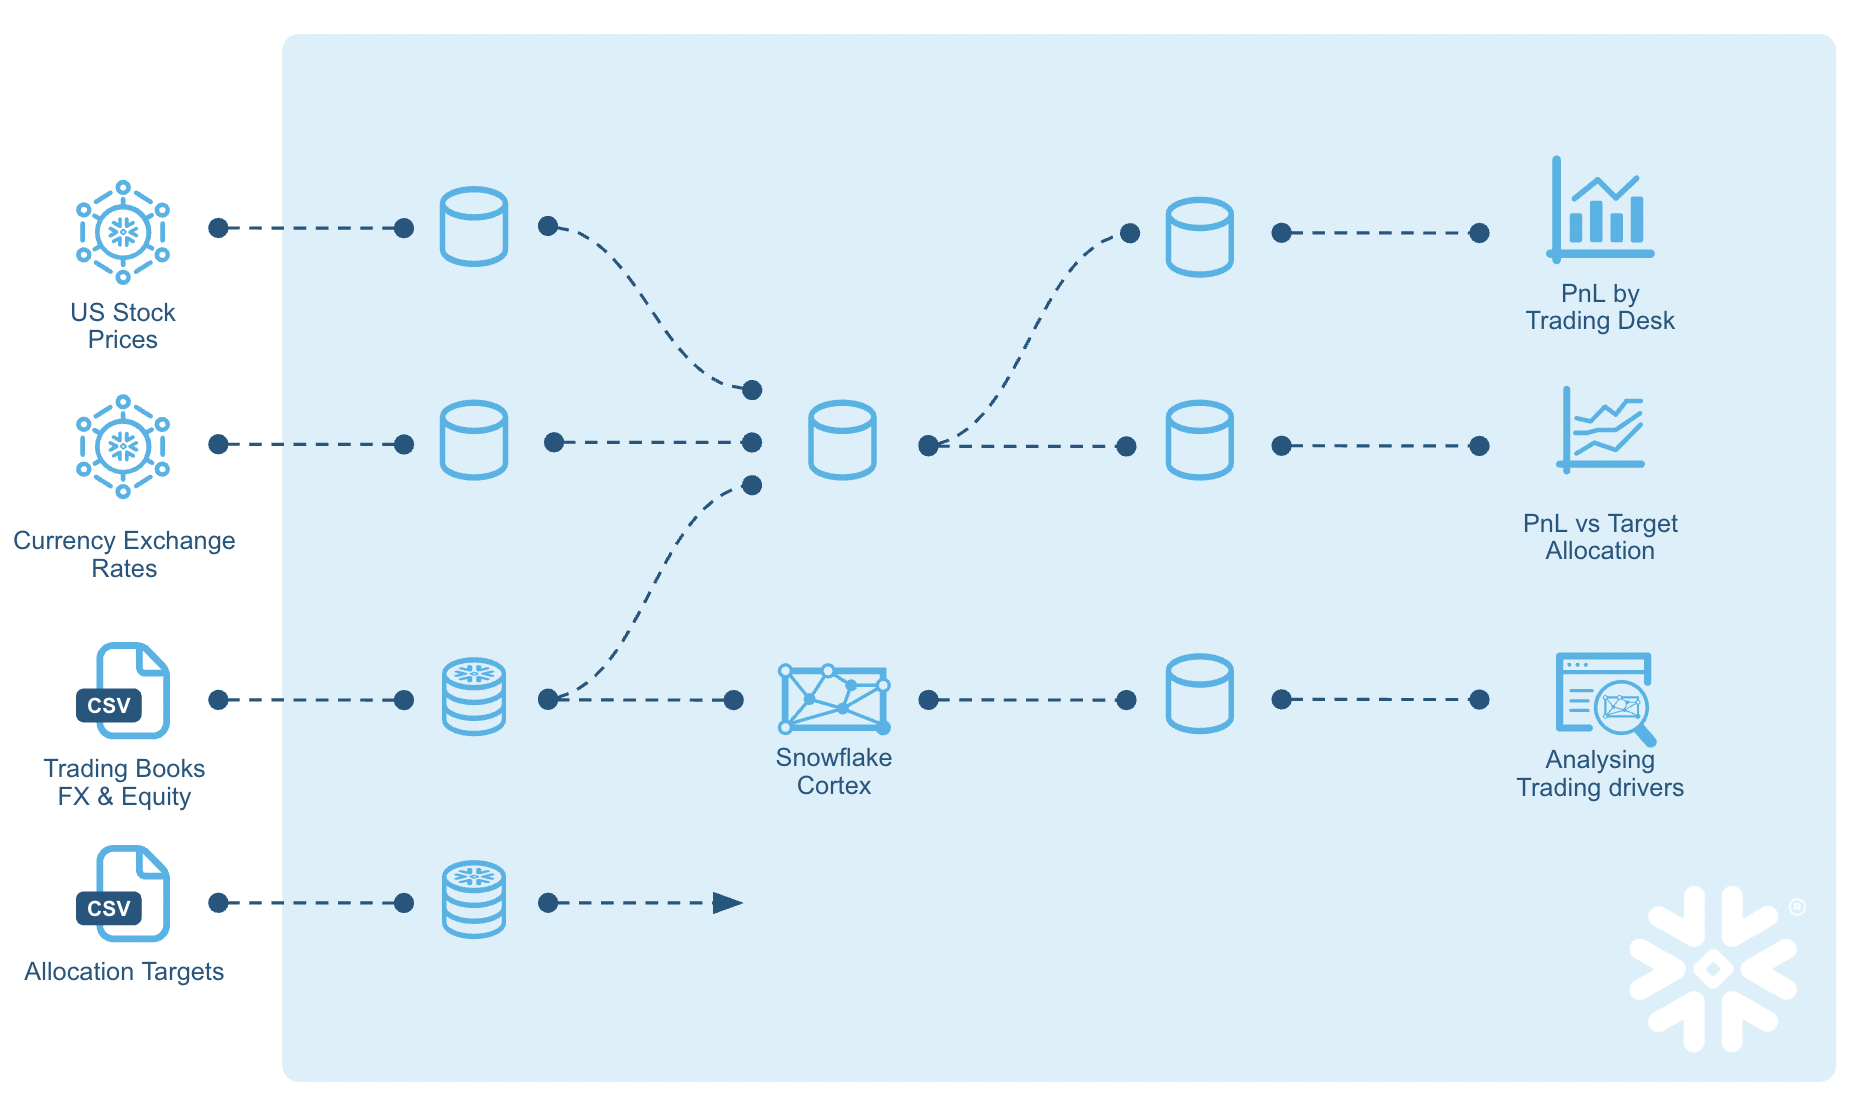 US Stock
Prices
Currency Exchange
Rates
CSV
Trading Books
FX & Equity
CSV
Allocation Targets
Snowflake
Cortex
PnL by
Trading Desk
PnL vs Target
Allocation
Analysing
Trading drivers
®